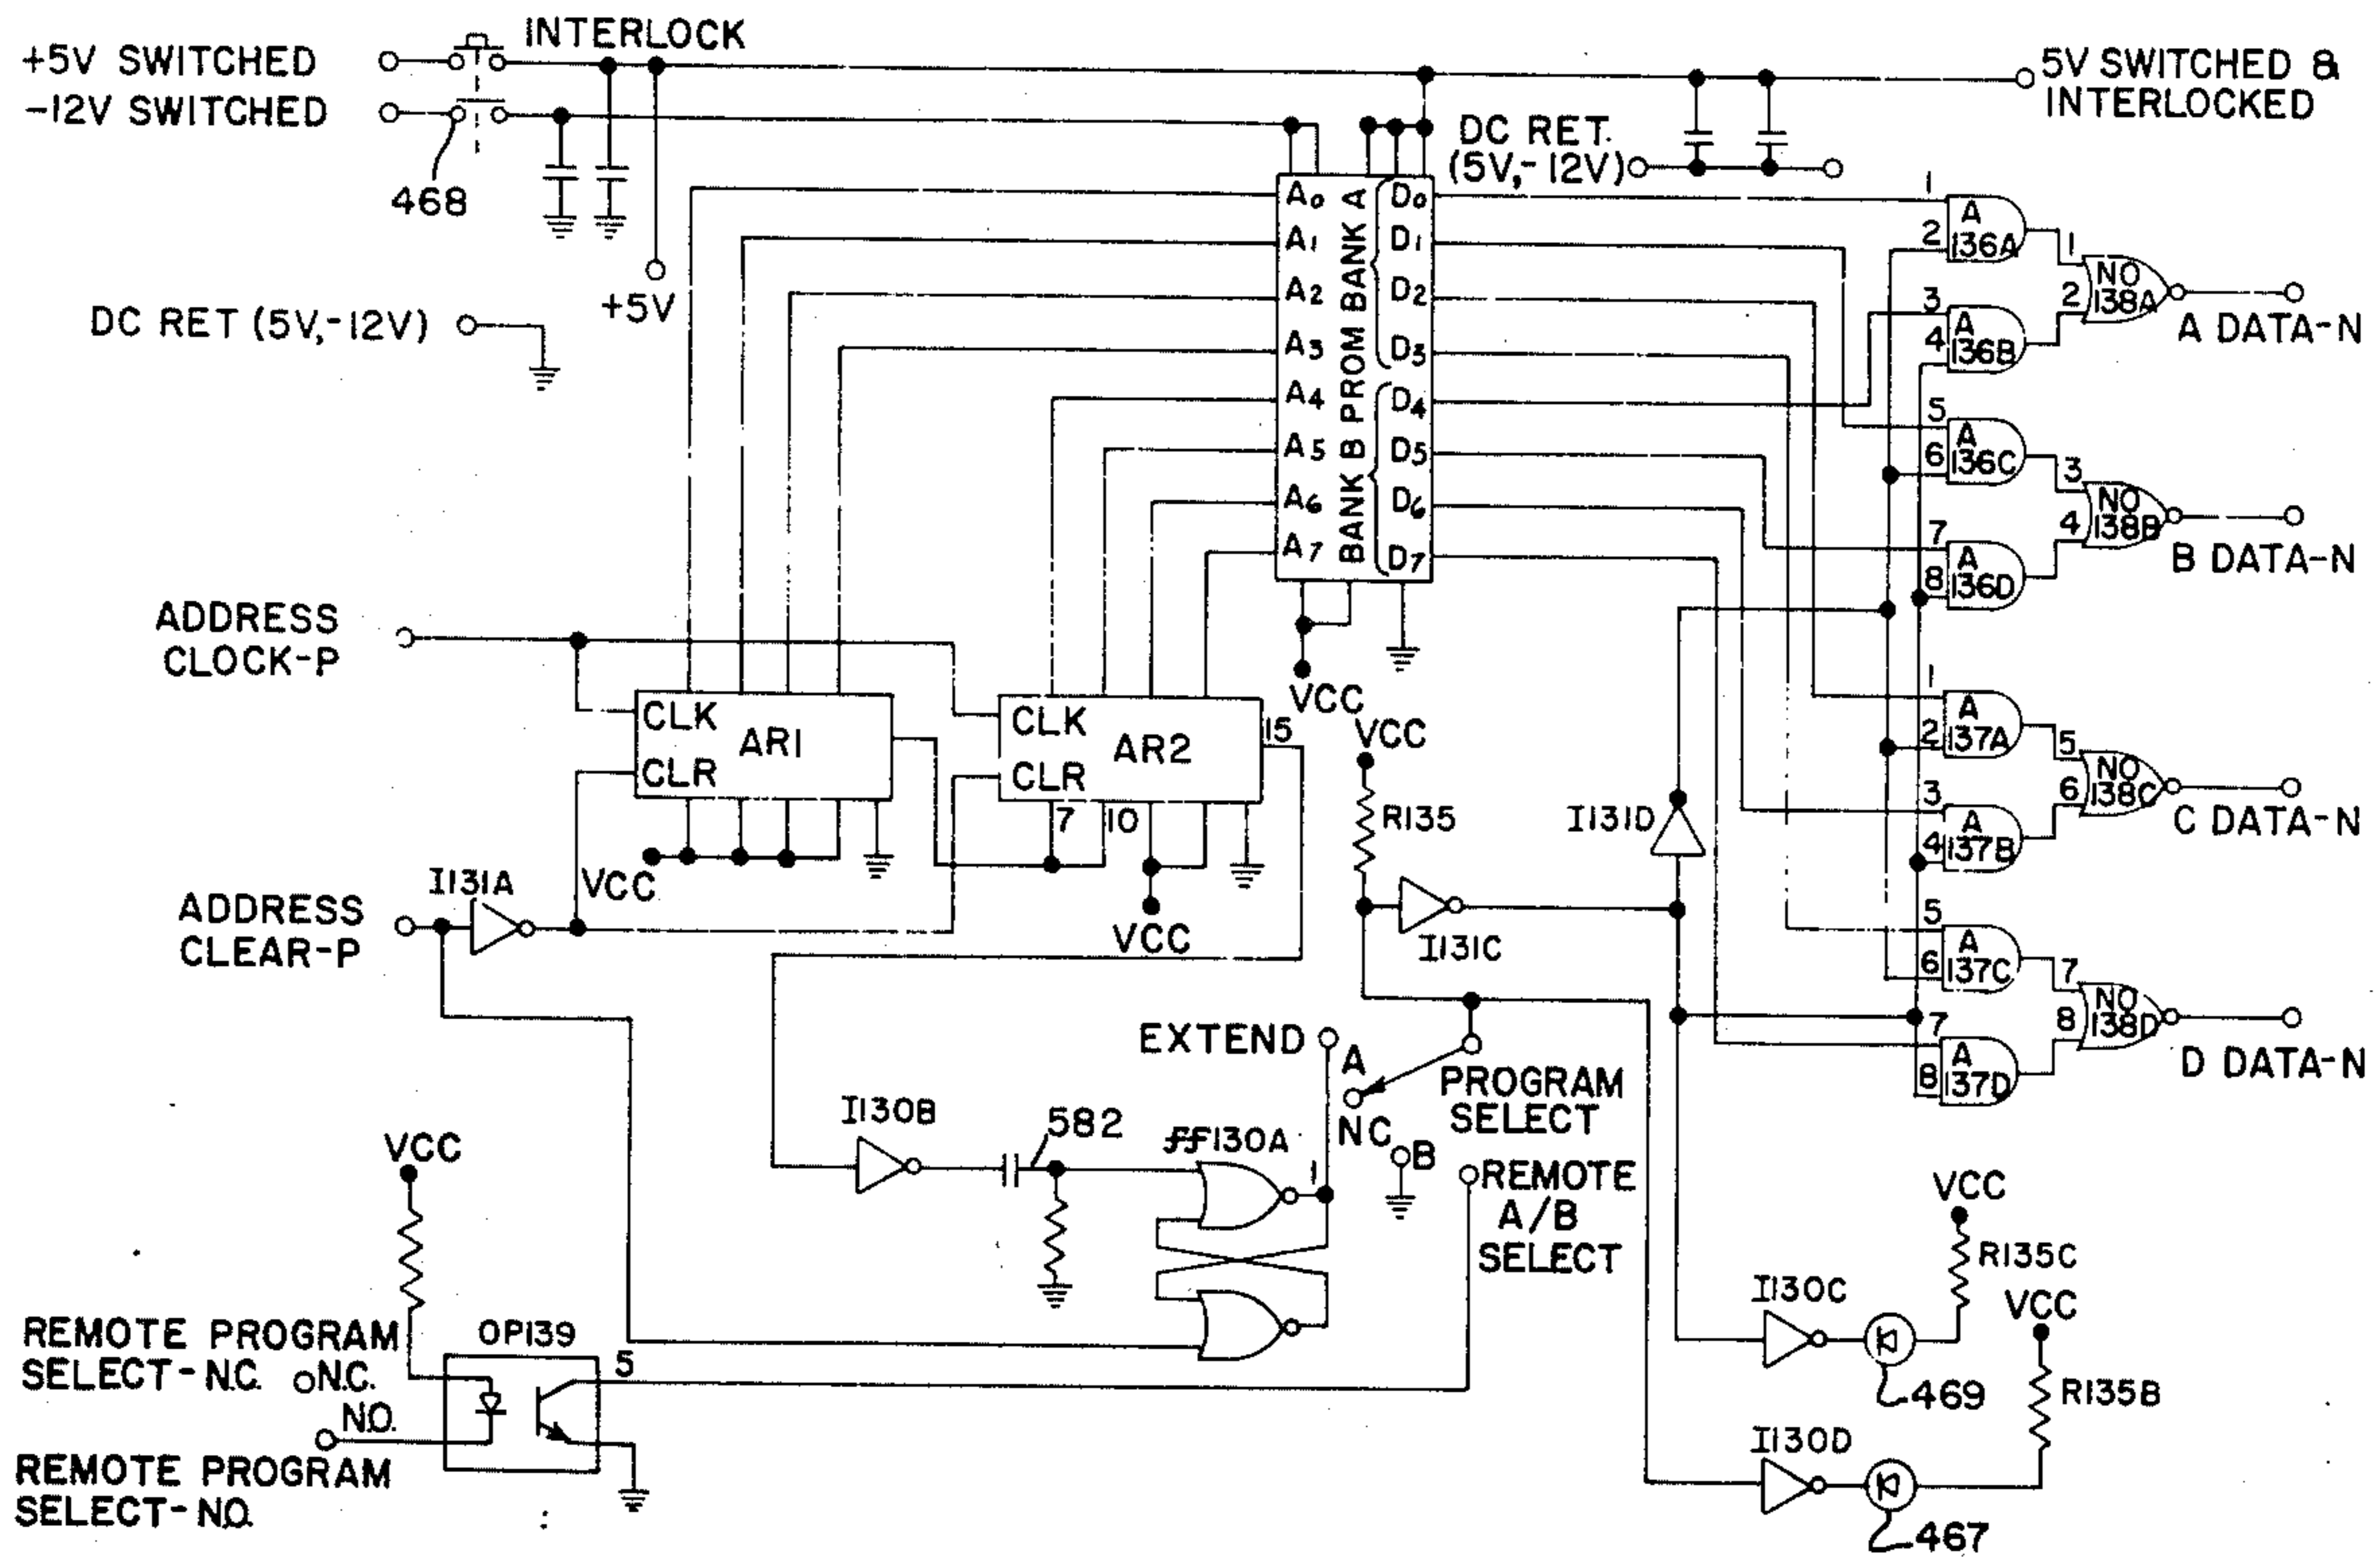 INTERLOCK
+5V SWITCHED
-12V SWITCHED
468
+5V
DC RET (5V,-12V)
5V SWITCHED &
INTERLOCKED
DC RET.
(5V,-12V)
A0
A1
A2
A3
A4
A5
A6
A7
BANK B PROM BANK A
D0
D1
D2
D3
D4
D5
D6
D7
VCC
1
2
A
136A
3
4
A
136B
1
2
NO
138A
A DATA-N
5
6
A
136C
7
8
A
136D
3
4
NO
138B
B DATA-N
1
2
A
137A
3
4
A
137B
5
6
NO
138C
C DATA-N
5
6
A
137C
7
8
A
137D
7
8
NO
138D
D DATA-N
ADDRESS
CLOCK-P
CLK
AR1
CLR
VCC
CLK
AR2
CLR
15
7
10
VCC
ADDRESS
CLEAR-P
I131A
VCC
R135
I131C
I131D
EXTEND
A
NC
B
PROGRAM
SELECT
REMOTE
A/B
SELECT
I130B
582
FF130A
1
VCC
REMOTE PROGRAM
SELECT-N.C. N.C.
N.O.
REMOTE PROGRAM
SELECT-N.O.
OP139
5
VCC
R135C
I130C
469
VCC
R135B
I130D
467